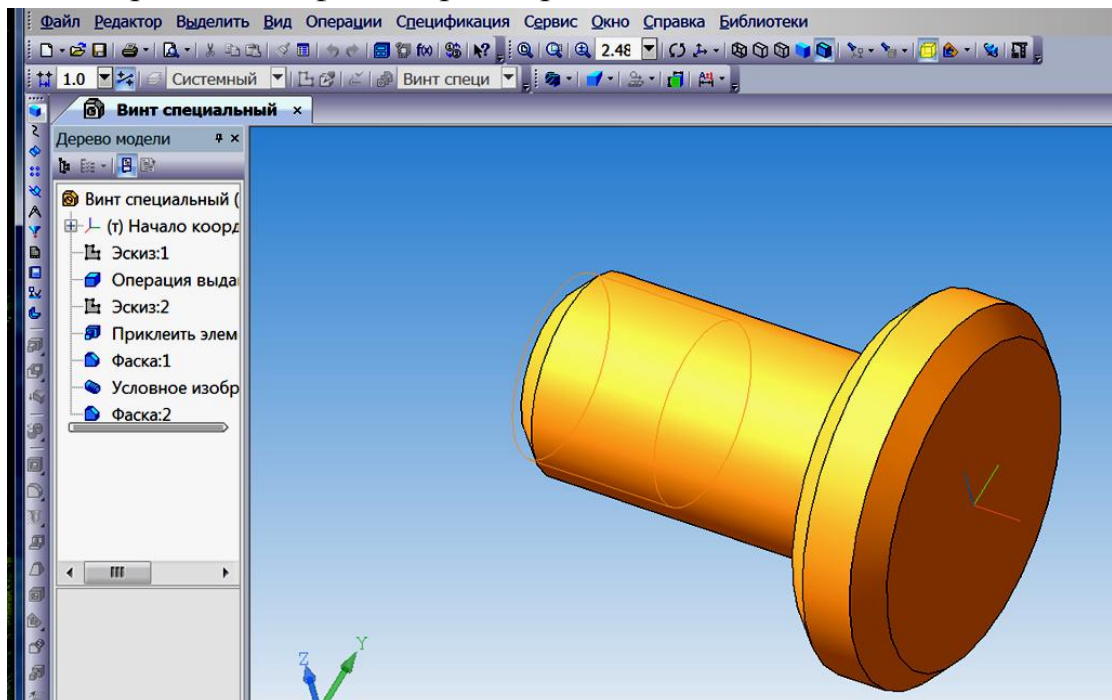 Файл Редактор Выделить Вид Операции Спецификация Сервис Окно Справка Библиотеки
f(x) 2.48
1.0 Системный Винт специ
Винт специальный ×
Дерево модели
Винт специальный (
(т) Начало коорд
Эскиз:1
Операция выда
Эскиз:2
Приклеить элем
Фаска:1
Условное изобр
Фаска:2
Z
Y